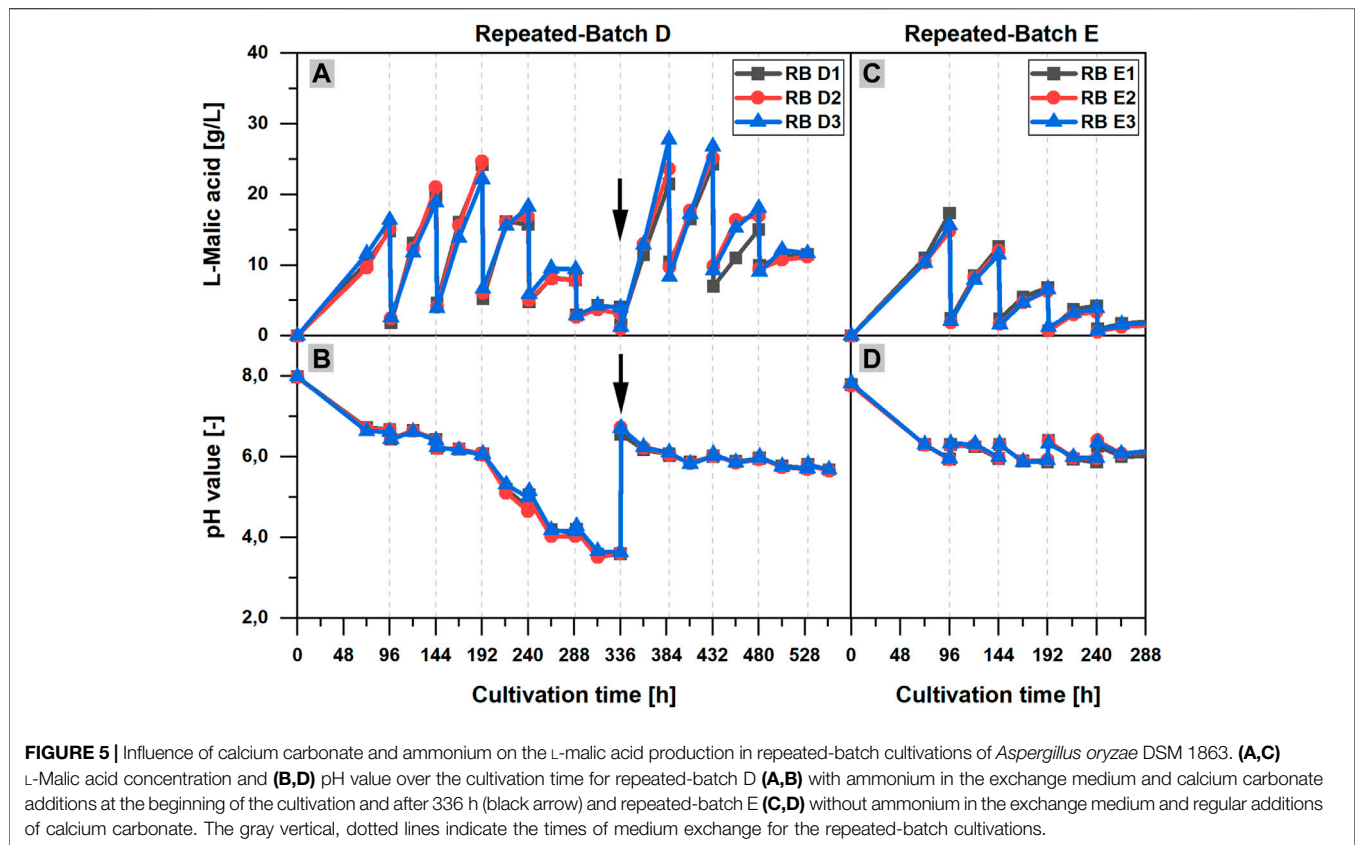 Repeated-Batch D
Repeated-Batch E
A
C
RB D1
RB D2
RB D3
RB E1
RB E2
RB E3
L-Malic acid [g/L]
40
30
20
10
0
B
D
pH value [-]
8,0
6,0
4,0
2,0
0 48 96 144 192 240 288 336 384 432 480 528
0 48 96 144 192 240 288
Cultivation time [h]
Cultivation time [h]
FIGURE 5 | Influence of calcium carbonate and ammonium on the L-malic acid production in repeated-batch cultivations of Aspergillus oryzae DSM 1863. (A,C)
L-Malic acid concentration and (B,D) pH value over the cultivation time for repeated-batch D (A,B) with ammonium in the exchange medium and calcium carbonate
additions at the beginning of the cultivation and after 336 h (black arrow) and repeated-batch E (C,D) without ammonium in the exchange medium and regular additions
of calcium carbonate. The gray vertical, dotted lines indicate the times of medium exchange for the repeated-batch cultivations.